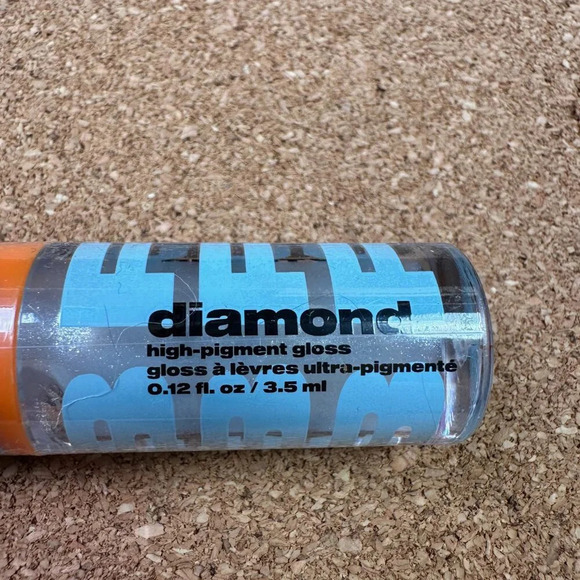 diamond
high-pigment gloss
gloss à lèvres ultra-pigmenté
0.12 fl. oz / 3.5 ml